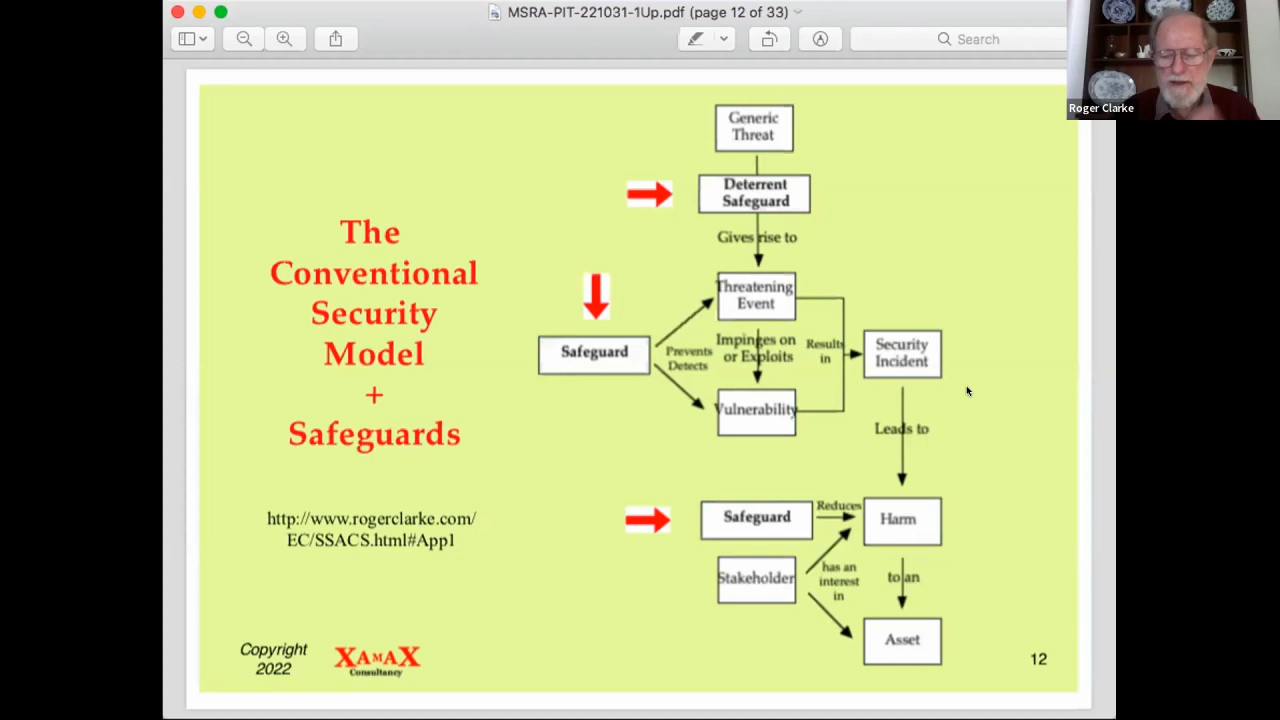 MSRA-PIT-221031-1Up.pdf (page 12 of 33)
Search
Roger Clarke
The
Conventional
Security
Model
+
Safeguards
http://www.rogerclarke.com/
EC/SSACS.html#App1
Generic
Threat
Deterrent
Safeguard
Gives rise to
Threatening
Event
Safeguard
Prevents
Detects
Impinges on
or Exploits
Results
in
Security
Incident
Vulnerability
Leads to
Safeguard
Reduces
Harm
Stakeholder
has an
interest
in
to an
Asset
Copyright
2022
XAMAX
Consultancy
12